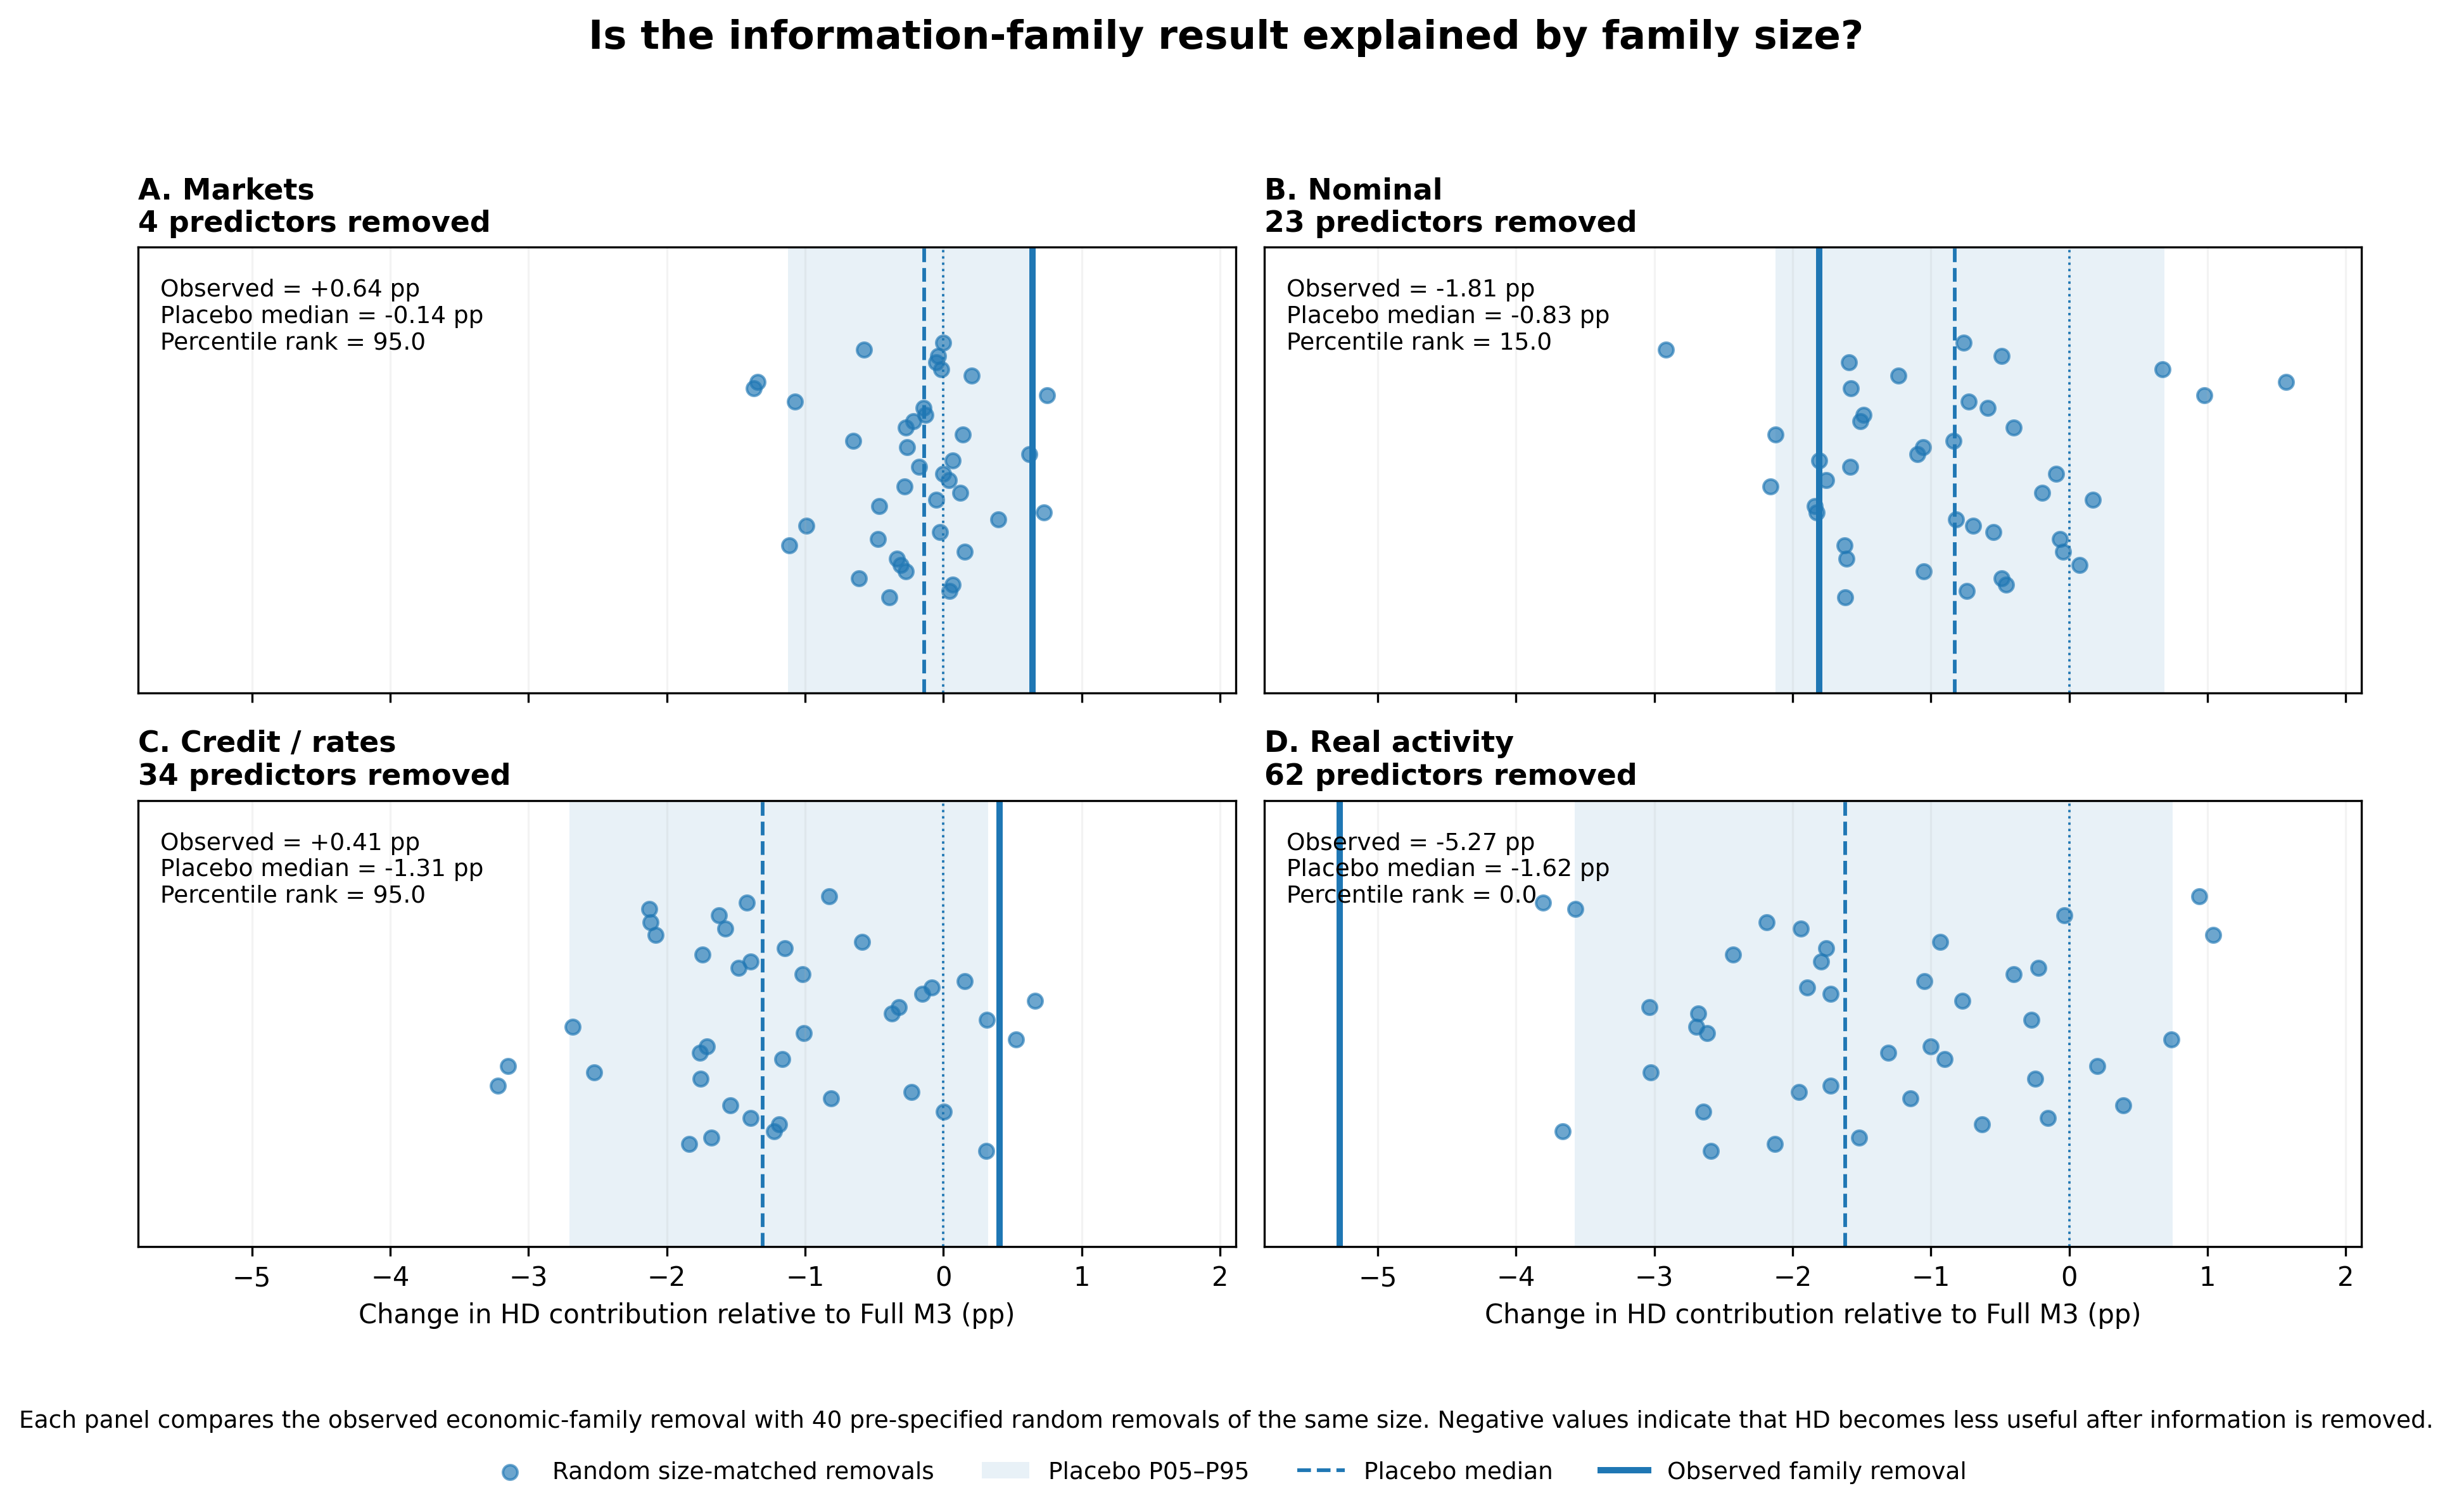 Is the information-family result explained by family size?
A. Markets
4 predictors removed
Observed = +0.64 pp
Placebo median = -0.14 pp
Percentile rank = 95.0
B. Nominal
23 predictors removed
Observed = -1.81 pp
Placebo median = -0.83 pp
Percentile rank = 15.0
C. Credit / rates
34 predictors removed
Observed = +0.41 pp
Placebo median = -1.31 pp
Percentile rank = 95.0
−5 −4 −3 −2 −1 0 1 2
Change in HD contribution relative to Full M3 (pp)
D. Real activity
62 predictors removed
Observed = -5.27 pp
Placebo median = -1.62 pp
Percentile rank = 0.0
−5 −4 −3 −2 −1 0 1 2
Change in HD contribution relative to Full M3 (pp)
Each panel compares the observed economic-family removal with 40 pre-specified random removals of the same size. Negative values indicate that HD becomes less useful after information is removed.
Random size-matched removals Placebo P05–P95 Placebo median Observed family removal